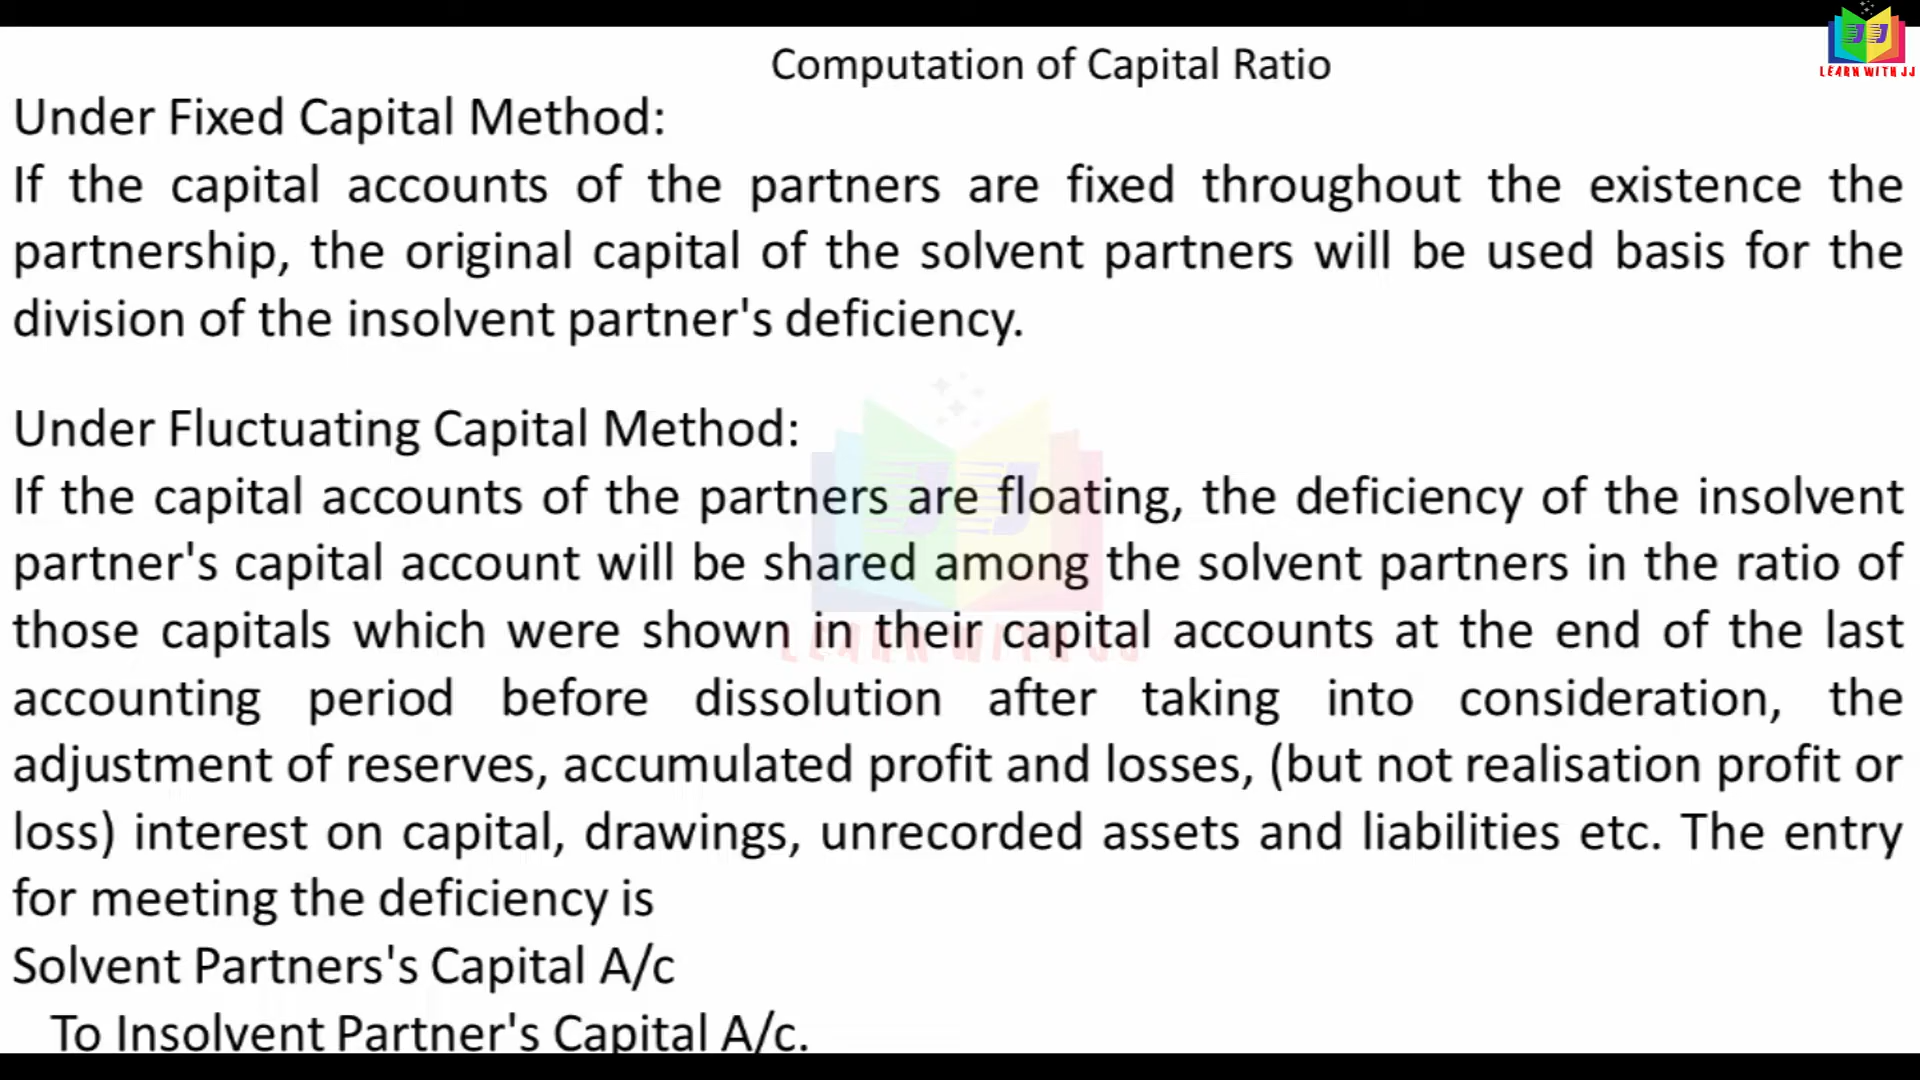 Computation of Capital Ratio
LEARN WITH JJ
Under Fixed Capital Method:
If the capital accounts of the partners are fixed throughout the existence the
partnership, the original capital of the solvent partners will be used basis for the
division of the insolvent partner's deficiency.
Under Fluctuating Capital Method:
If the capital accounts of the partners are floating, the deficiency of the insolvent
partner's capital account will be shared among the solvent partners in the ratio of
those capitals which were shown in their capital accounts at the end of the last
LEARN WITH JJ
accounting period before dissolution after taking into consideration, the
adjustment of reserves, accumulated profit and losses, (but not realisation profit or
loss) interest on capital, drawings, unrecorded assets and liabilities etc. The entry
for meeting the deficiency is
Solvent Partners's Capital A/c
To Insolvent Partner's Capital A/c.